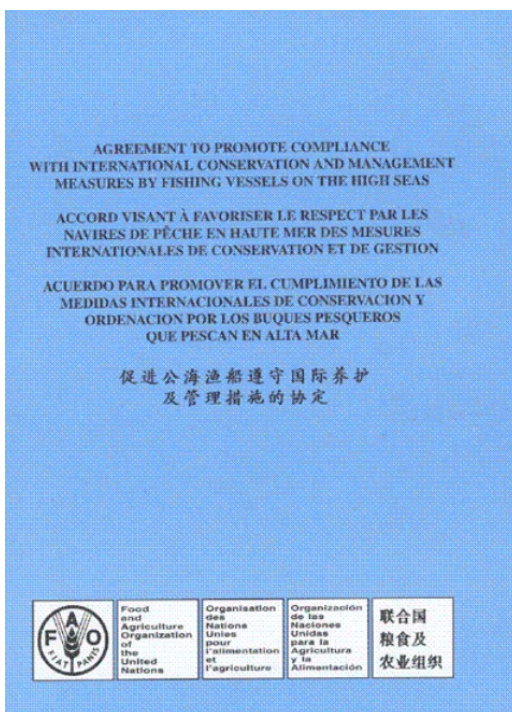 AGREEMENT TO PROMOTE COMPLIANCE
WITH INTERNATIONAL CONSERVATION AND MANAGEMENT
MEASURES BY FISHING VESSELS ON THE HIGH SEAS
ACCORD VISANT À FAVORISER LE RESPECT PAR LES
NAVIRES DE PÊCHE EN HAUTE MER DES MESURES
INTERNATIONALES DE CONSERVATION ET DE GESTION
ACUERDO PARA PROMOVER EL CUMPLIMIENTO DE LAS
MEDIDAS INTERNACIONALES DE CONSERVACION Y
ORDENACION POR LOS BUQUES PESQUEROS
QUE PESCAN EN ALTA MAR
促进公海渔船遵守国际养护
及管理措施的协定
FAO
FIAT PANIS
Food
and
Agriculture
Organization
of
the
United
Nations
Organisation
des
Nations
Unies
pour
l'alimentation
et
l'agriculture
Organización
de las
Naciones
Unidas
para la
Agricultura
y la
Alimentación
联合国
粮食及
农业组织